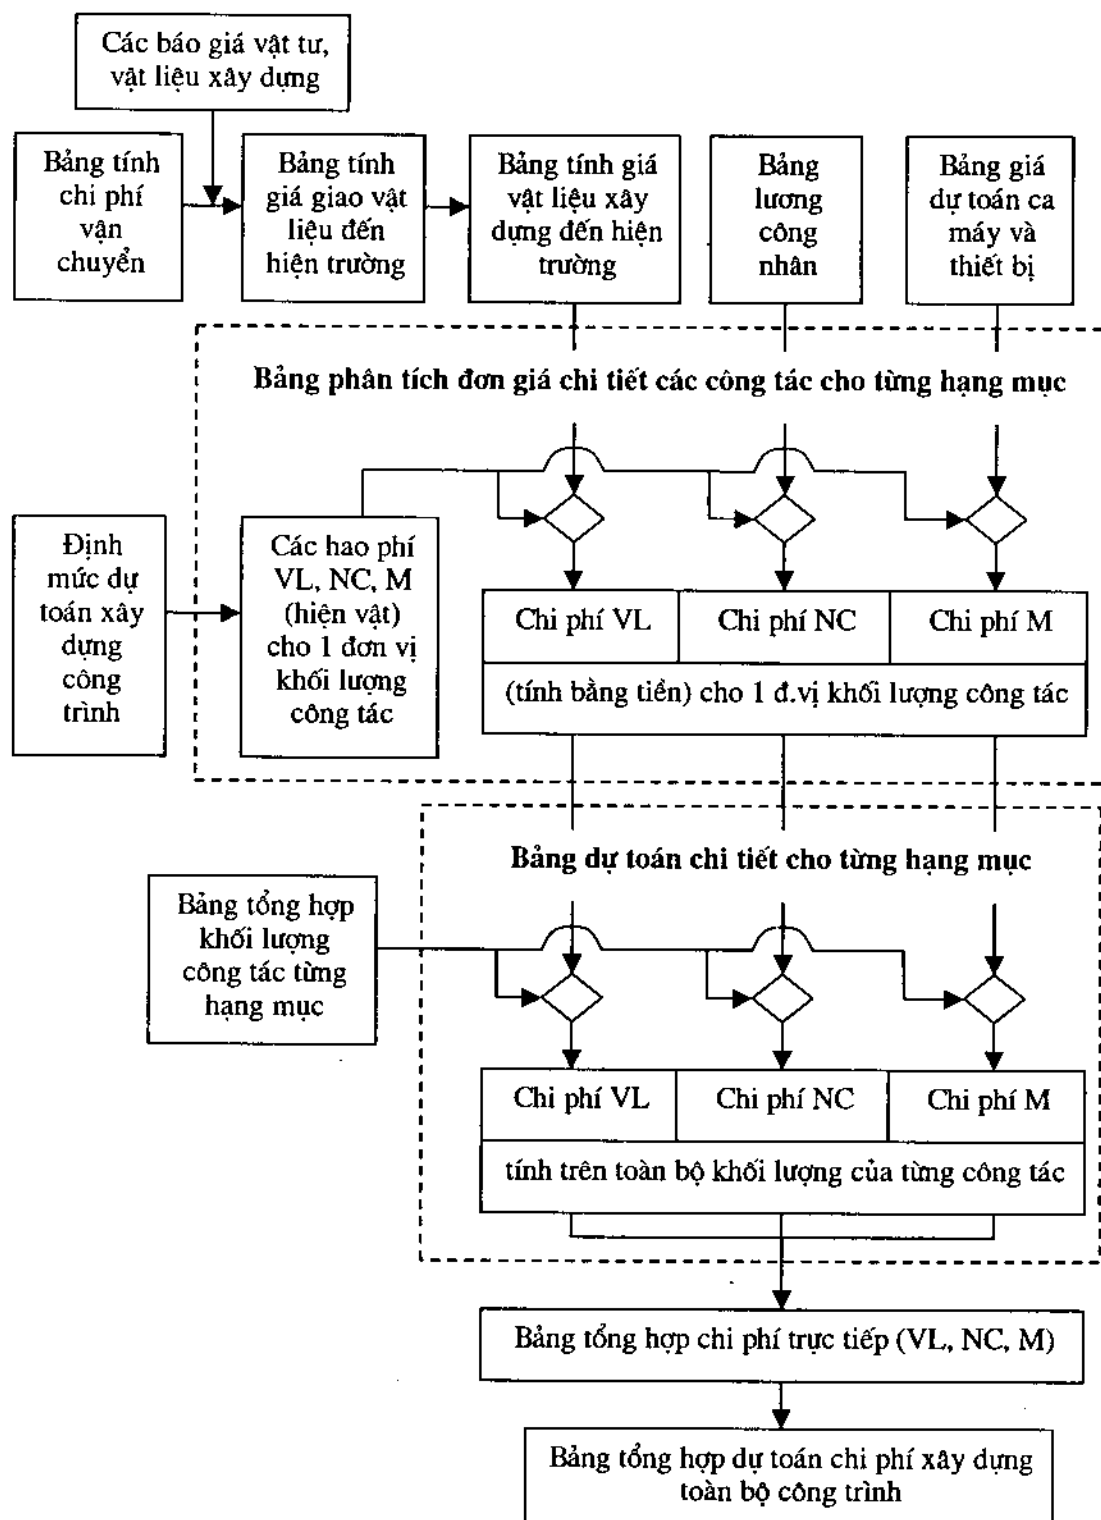 Các báo giá vật tư,
vật liệu xây dựng
Bảng tính
chi phí
vận
chuyển
Bảng tính
giá giao vật
liệu đến
hiện trường
Bảng tính giá
vật liệu xây
dựng đến hiện
trường
Bảng
lương
công
nhân
Bảng giá
dự toán ca
máy và
thiết bị
Bảng phân tích đơn giá chi tiết các công tác cho từng hạng mục
Định
mức dự
toán xây
dựng
công
trình
Các hao phí
VL, NC, M
(hiện vật)
cho 1 đơn vị
khối lượng
công tác
Chi phí VL
Chi phí NC
Chi phí M
(tính bằng tiền) cho 1 đ.vị khối lượng công tác
Bảng dự toán chi tiết cho từng hạng mục
Bảng tổng hợp
khối lượng
công tác từng
hạng mục
Chi phí VL
Chi phí NC
Chi phí M
tính trên toàn bộ khối lượng của từng công tác
Bảng tổng hợp chi phí trực tiếp (VL, NC, M)
Bảng tổng hợp dự toán chi phí xây dựng
toàn bộ công trình